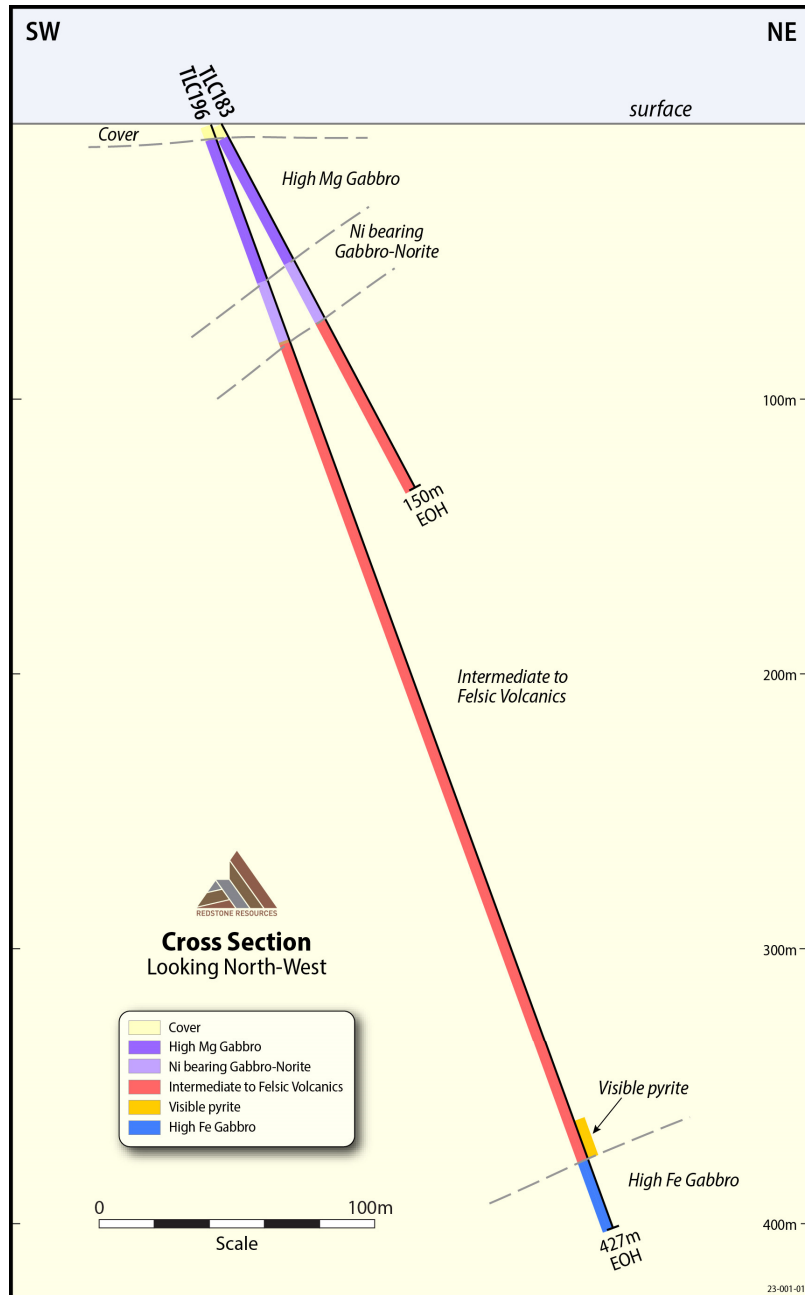 SW
NE
TLC196
TLC183
surface
Cover
High Mg Gabbro
Ni bearing
Gabbro-Norite
100m
150m
EOH
200m
Intermediate to
Felsic Volcanics
REDSTONE RESOURCES
300m
Cross Section
Looking North-West
Cover
High Mg Gabbro
Ni bearing Gabbro-Norite
Intermediate to Felsic Volcanics
Visible pyrite
High Fe Gabbro
Visible pyrite
High Fe Gabbro
0
100m
Scale
400m
427m
EOH
23-001-01